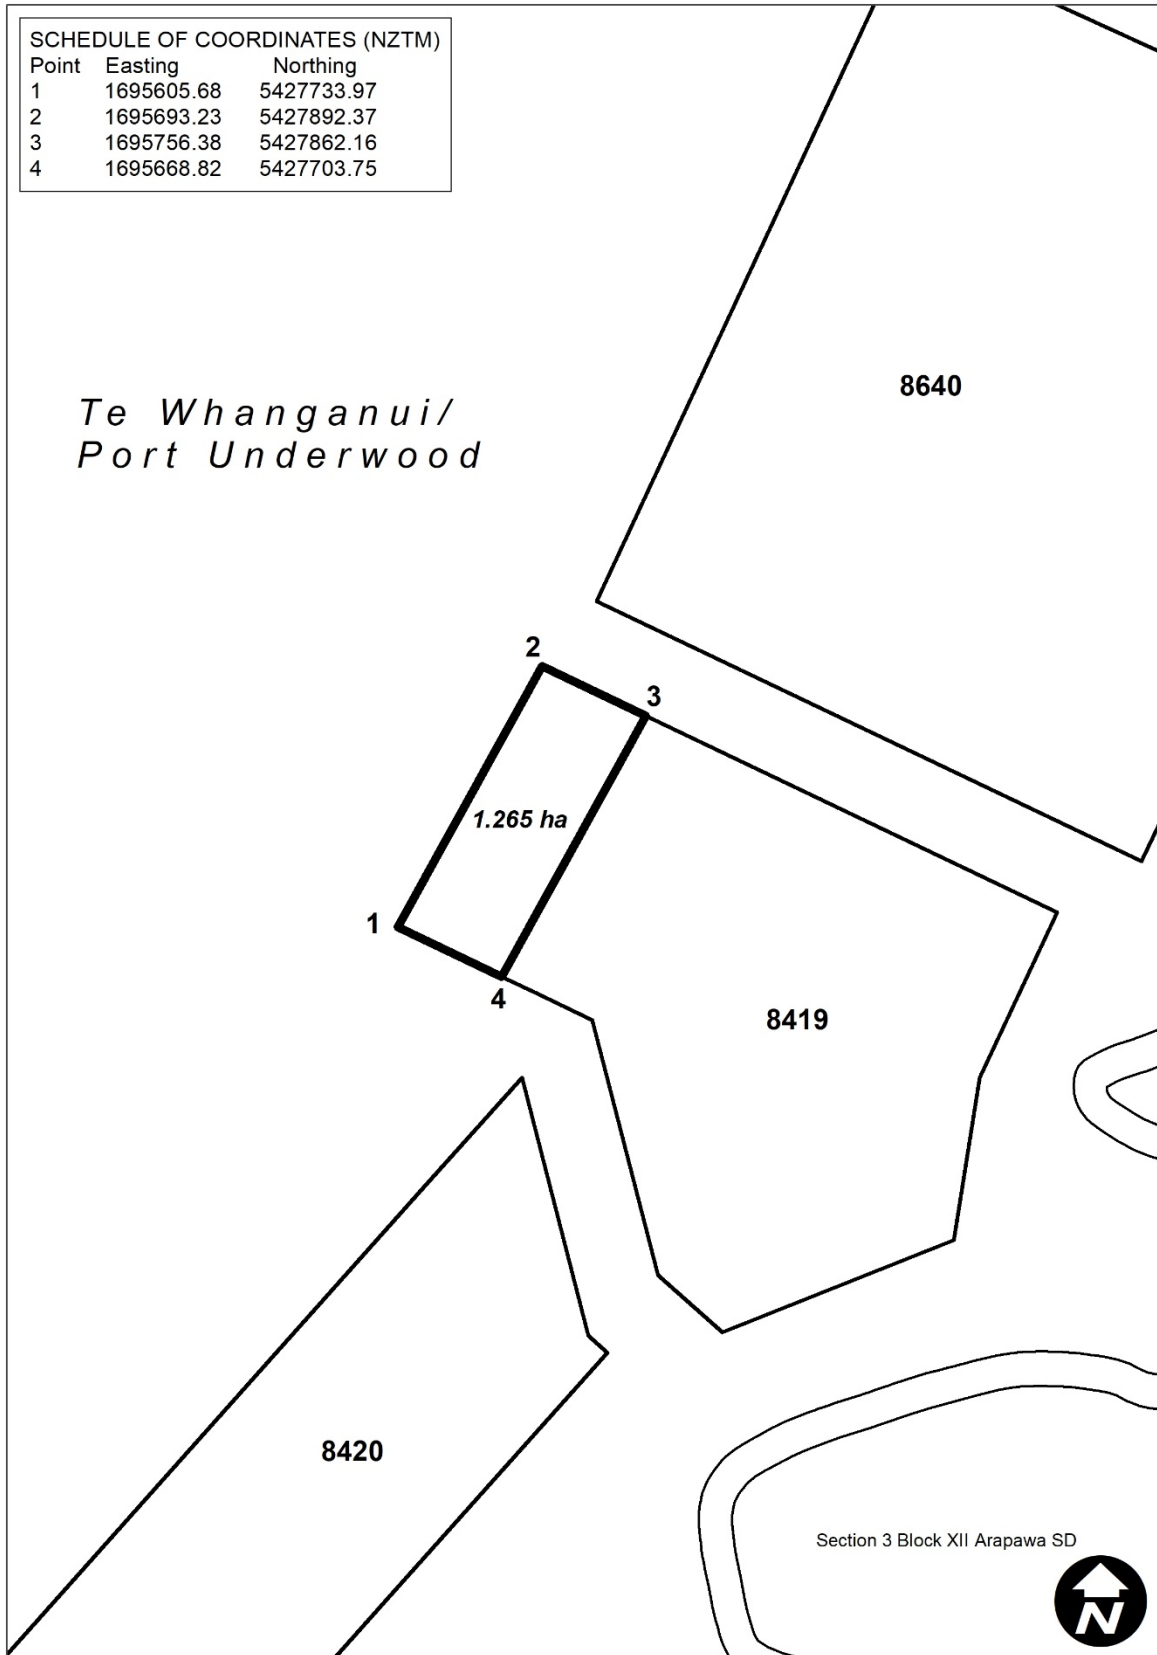 SCHEDULE OF COORDINATES (NZTM)
Point Easting Northing
1 1695605.68 5427733.97
2 1695693.23 5427892.37
3 1695756.38 5427862.16
4 1695668.82 5427703.75
8640
Te Whanganui/
Port Underwood
2
3
1.265 ha
1
4
8419
8420
Section 3 Block XII Arapawa SD
N